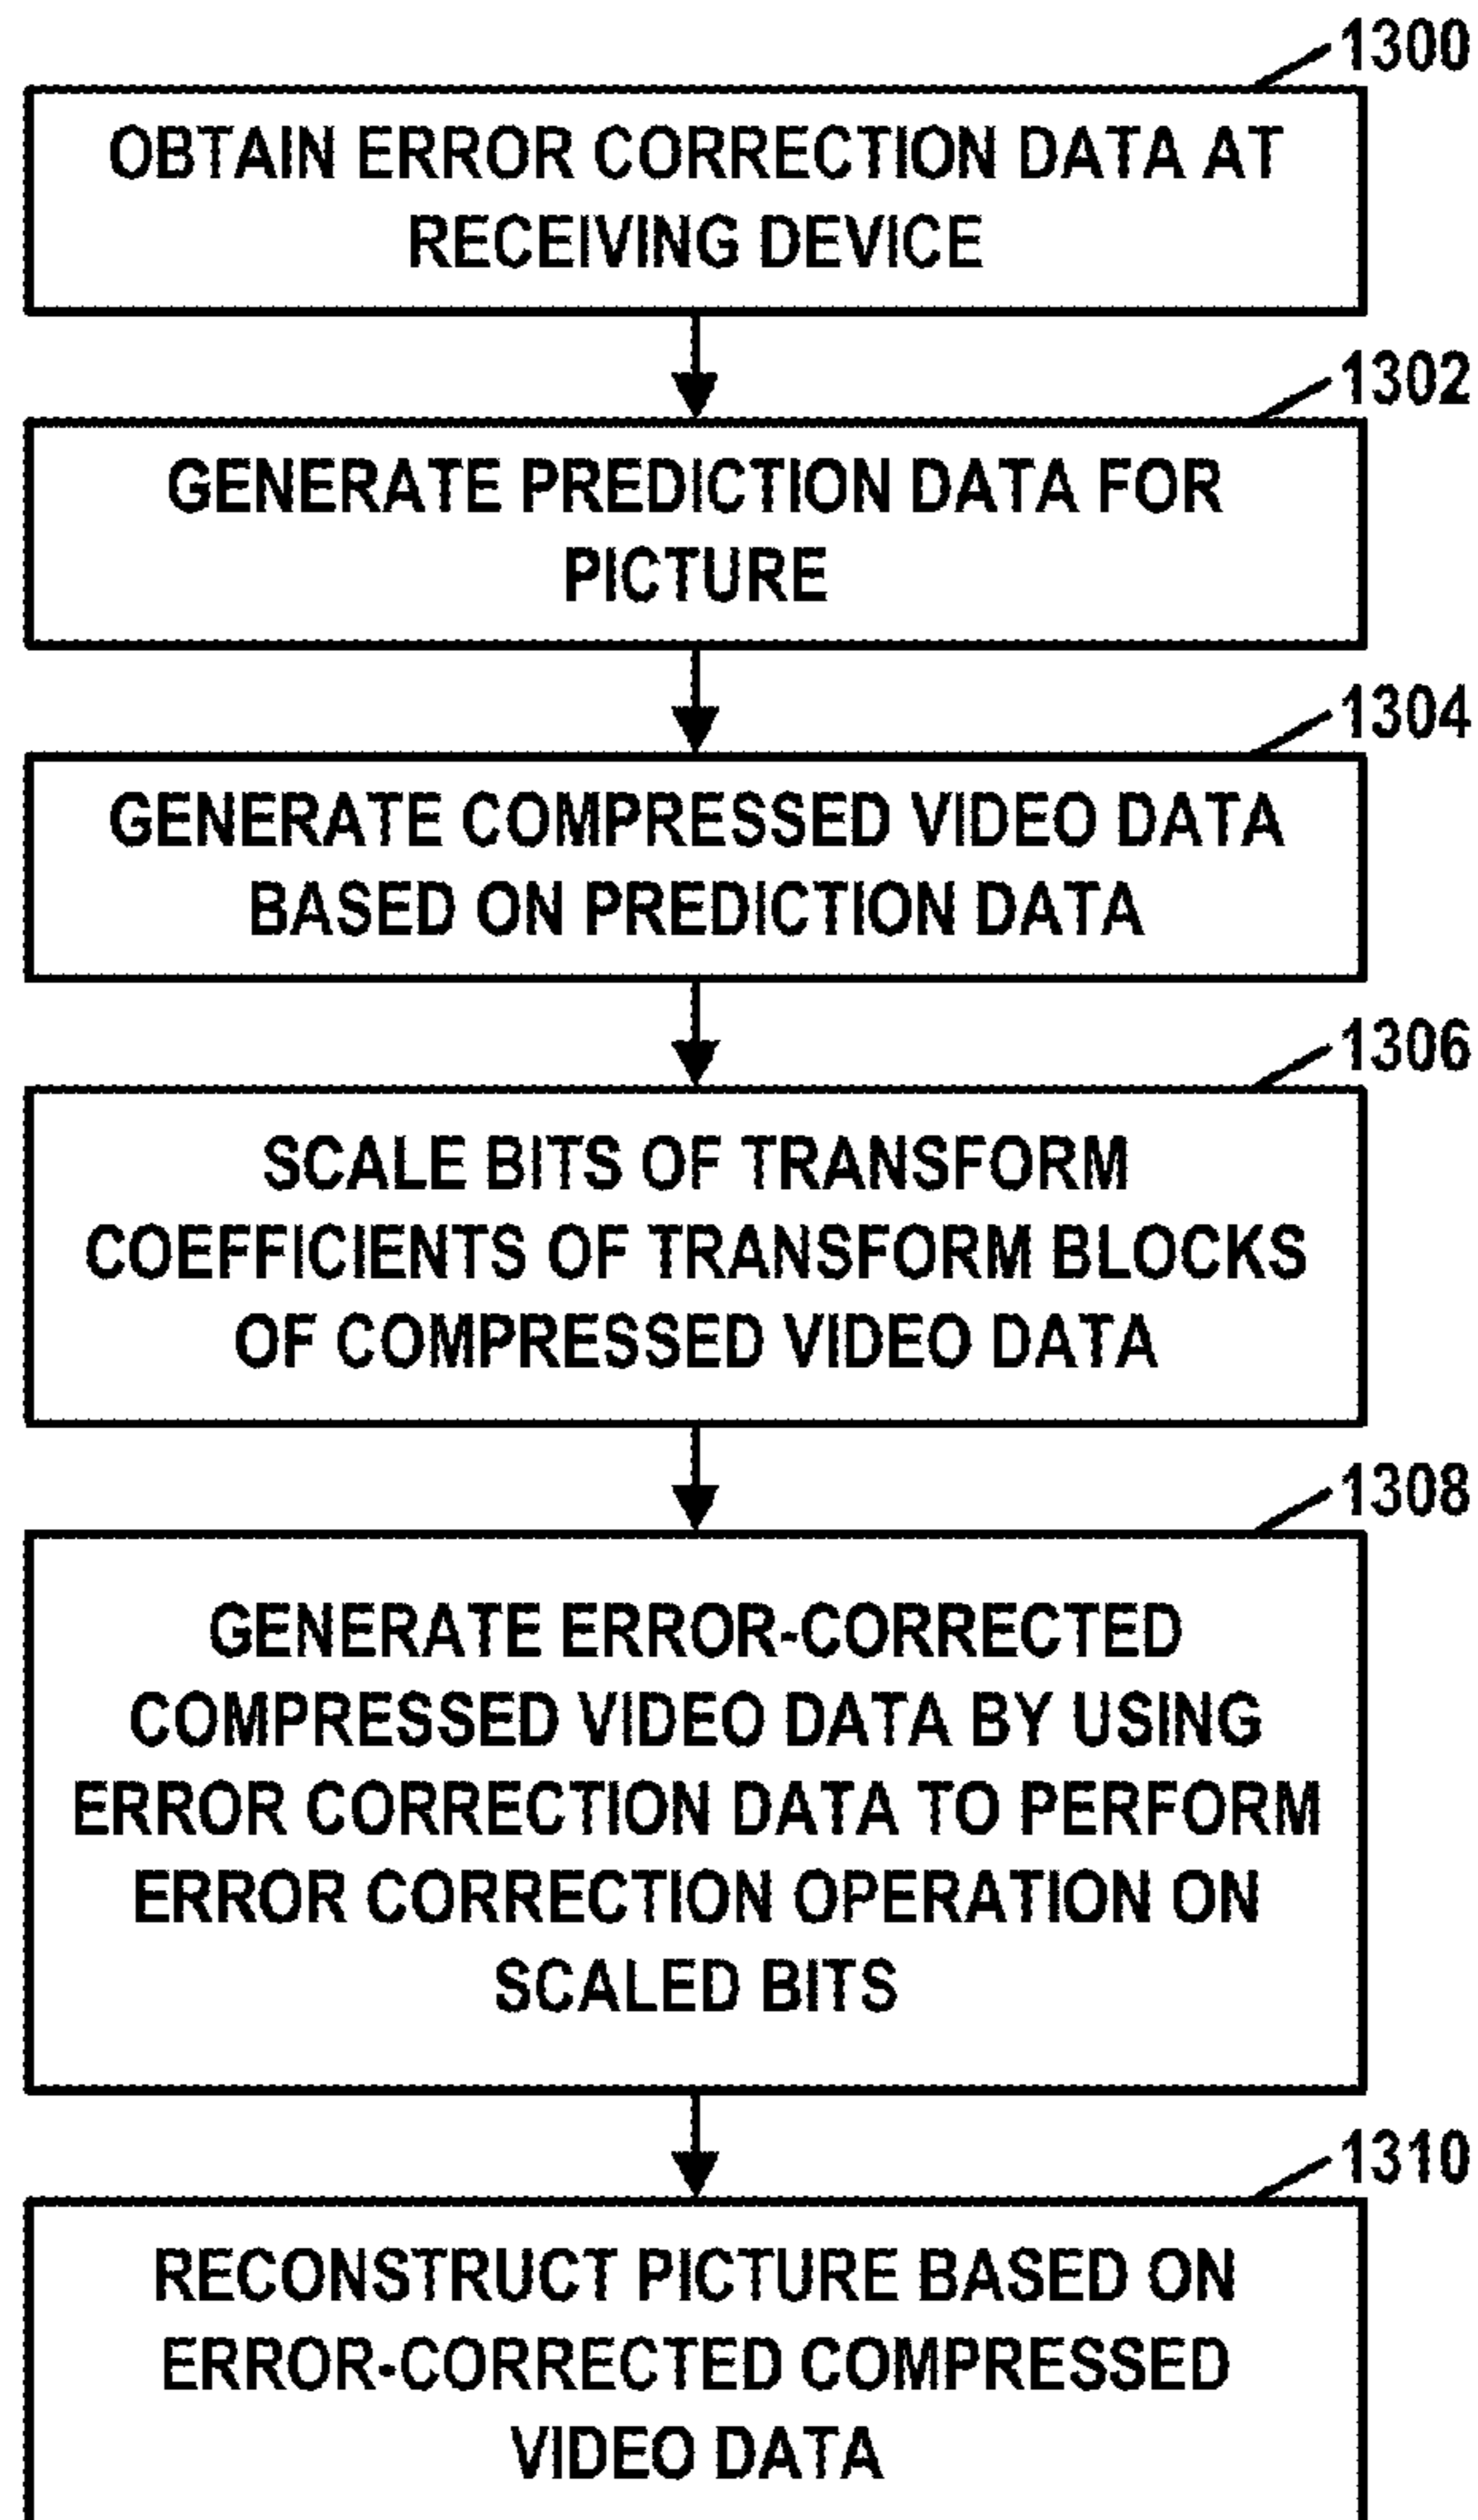 1300
OBTAIN ERROR CORRECTION DATA AT
RECEIVING DEVICE
1302
GENERATE PREDICTION DATA FOR
PICTURE
1304
GENERATE COMPRESSED VIDEO DATA
BASED ON PREDICTION DATA
1306
SCALE BITS OF TRANSFORM
COEFFICIENTS OF TRANSFORM BLOCKS
OF COMPRESSED VIDEO DATA
1308
GENERATE ERROR-CORRECTED
COMPRESSED VIDEO DATA BY USING
ERROR CORRECTION DATA TO PERFORM
ERROR CORRECTION OPERATION ON
SCALED BITS
1310
RECONSTRUCT PICTURE BASED ON
ERROR-CORRECTED COMPRESSED
VIDEO DATA